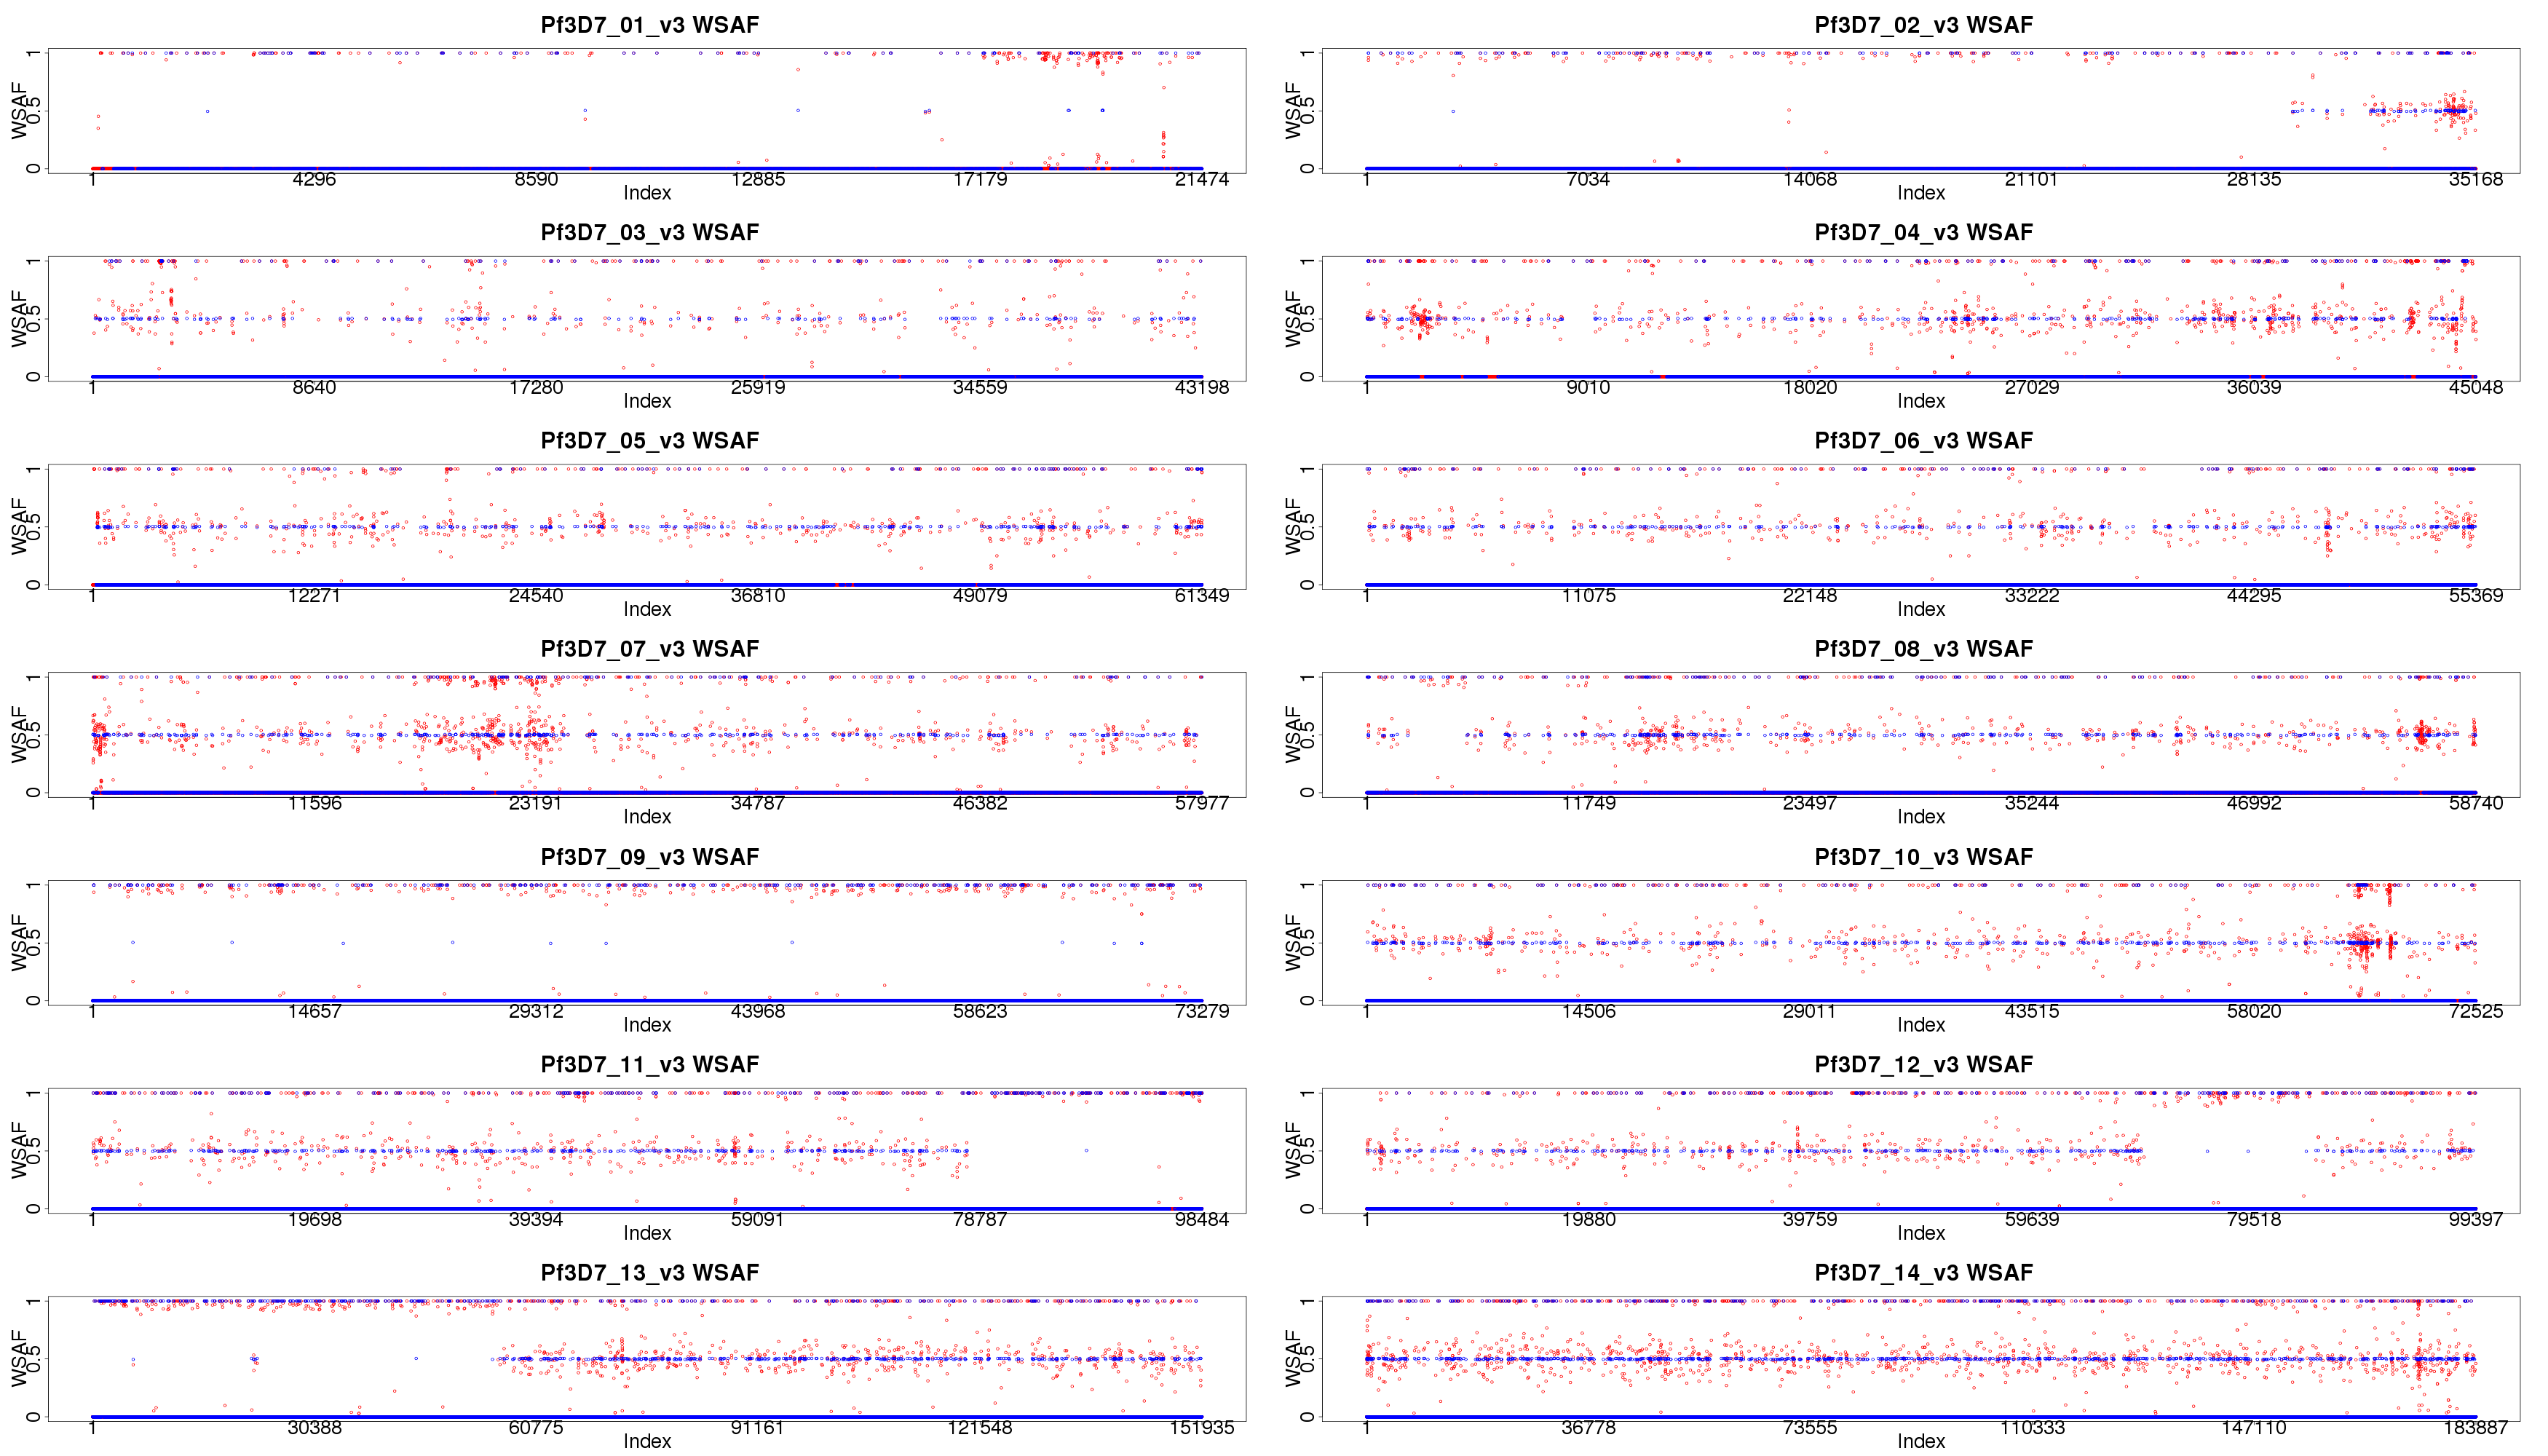 Pf3D7_01_v3 WSAF
WSAF
0 0.5 1
1 4296 8590 12885 17179 21474
Index
Pf3D7_02_v3 WSAF
WSAF
0 0.5 1
1 7034 14068 21101 28135 35168
Index
Pf3D7_03_v3 WSAF
WSAF
0 0.5 1
1 8640 17280 25919 34559 43198
Index
Pf3D7_04_v3 WSAF
WSAF
0 0.5 1
1 9010 18020 27029 36039 45048
Index
Pf3D7_05_v3 WSAF
WSAF
0 0.5 1
1 12271 24540 36810 49079 61349
Index
Pf3D7_06_v3 WSAF
WSAF
0 0.5 1
1 11075 22148 33222 44295 55369
Index
Pf3D7_07_v3 WSAF
WSAF
0 0.5 1
1 11596 23191 34787 46382 57977
Index
Pf3D7_08_v3 WSAF
WSAF
0 0.5 1
1 11749 23497 35244 46992 58740
Index
Pf3D7_09_v3 WSAF
WSAF
0 0.5 1
1 14657 29312 43968 58623 73279
Index
Pf3D7_10_v3 WSAF
WSAF
0 0.5 1
1 14506 29011 43515 58020 72525
Index
Pf3D7_11_v3 WSAF
WSAF
0 0.5 1
1 19698 39394 59091 78787 98484
Index
Pf3D7_12_v3 WSAF
WSAF
0 0.5 1
1 19880 39759 59639 79518 99397
Index
Pf3D7_13_v3 WSAF
WSAF
0 0.5 1
1 30388 60775 91161 121548 151935
Index
Pf3D7_14_v3 WSAF
WSAF
0 0.5 1
1 36778 73555 110333 147110 183887
Index